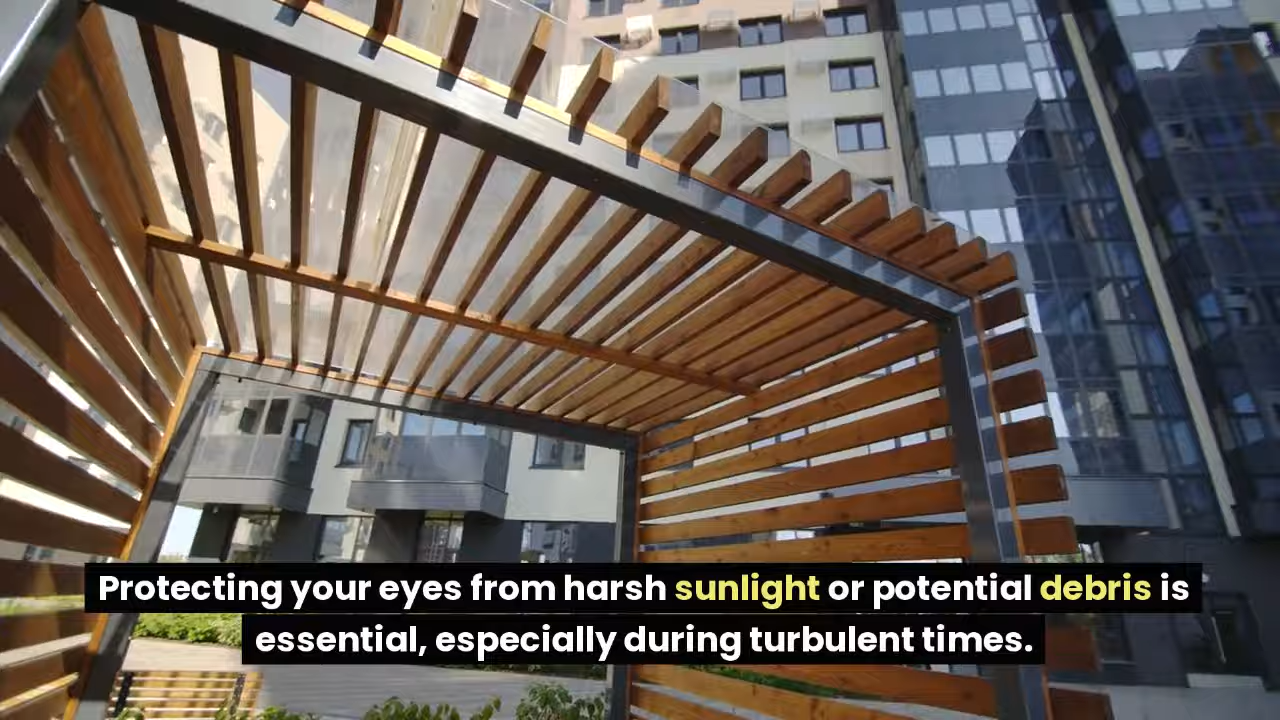 Protecting your eyes from harsh sunlight or potential debris is
essential, especially during turbulent times.